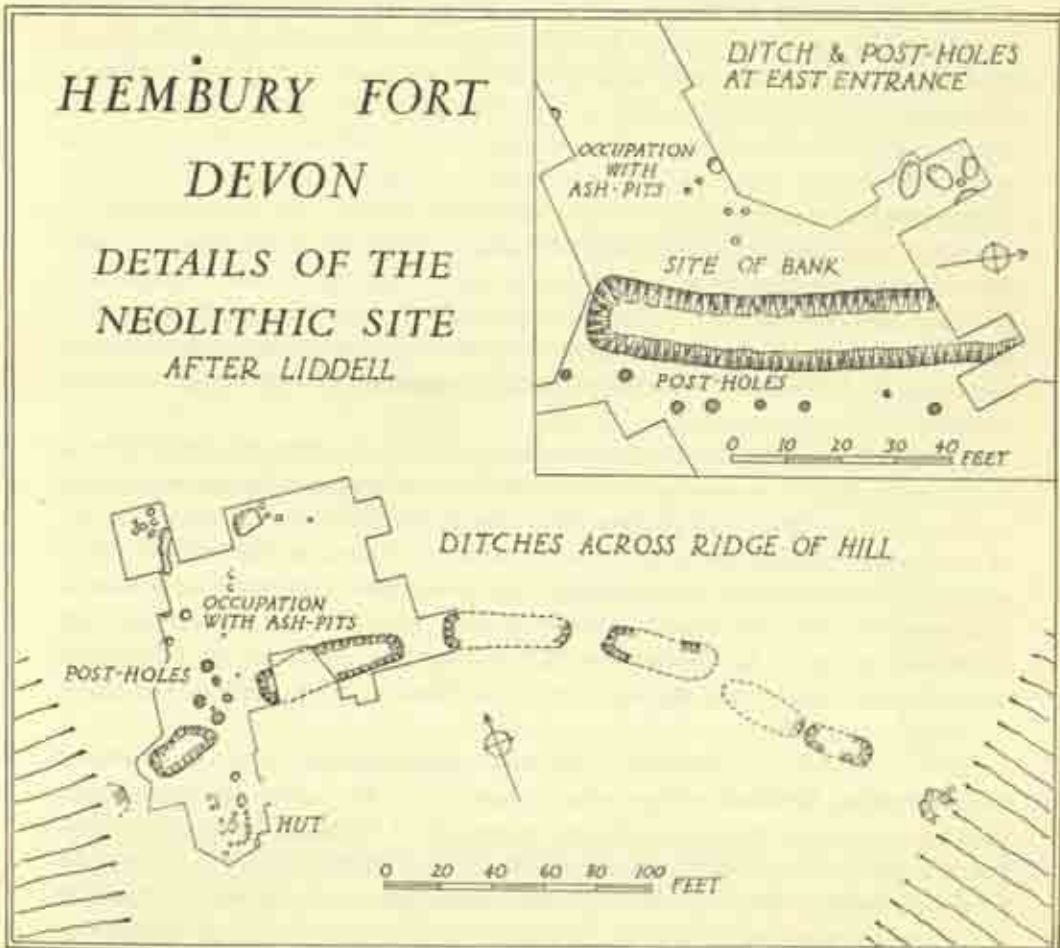 HEMBURY FORT
DEVON
DETAILS OF THE
NEOLITHIC SITE
AFTER LIDDELL
DITCH & POST-HOLES
AT EAST ENTRANCE
OCCUPATION
WITH
ASH-PITS
SITE OF BANK
POST-HOLES
0 10 20 30 40 FEET
DITCHES ACROSS RIDGE OF HILL
OCCUPATION
WITH ASH-PITS
POST-HOLES
HUT
0 20 40 60 80 100 FEET